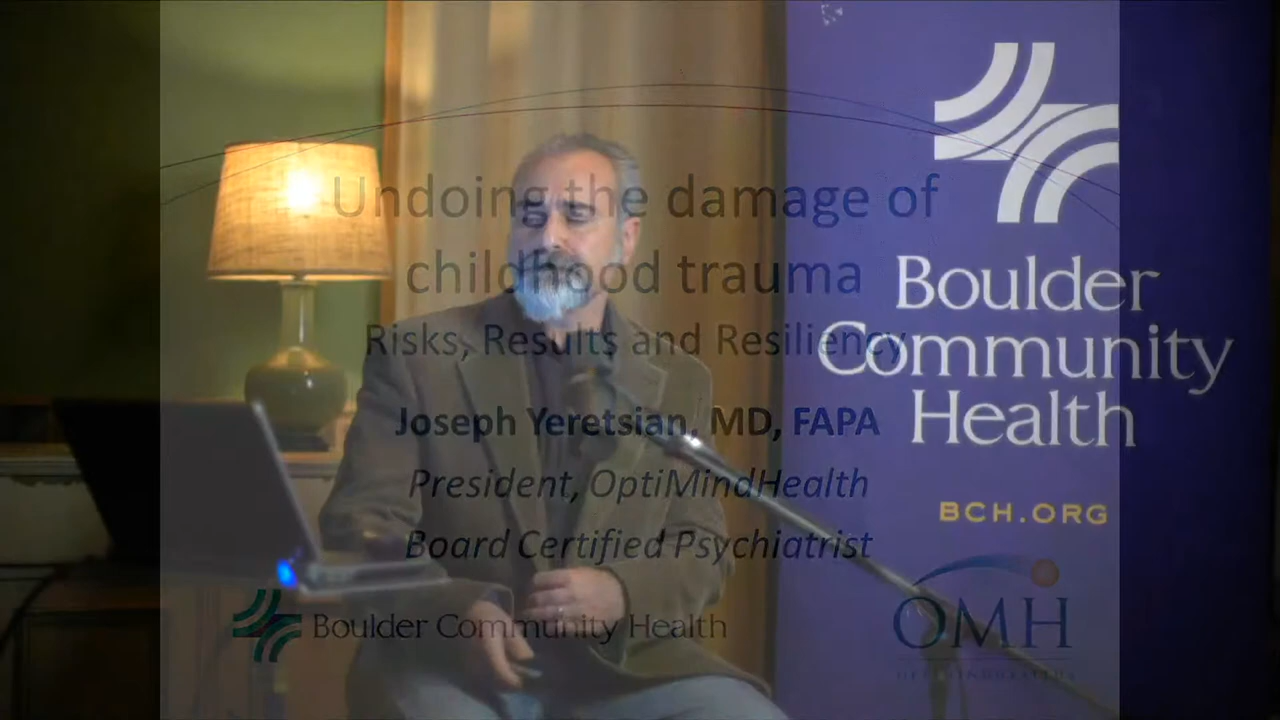 Undoing the damage of
childhood trauma
Risks, Results and Resiliency
Joseph Yeretsian, MD, FAPA
President, OptiMindHealth
Board Certified Psychiatrist
Boulder Community Health
OMH
Boulder
Community
Health
BCH.ORG